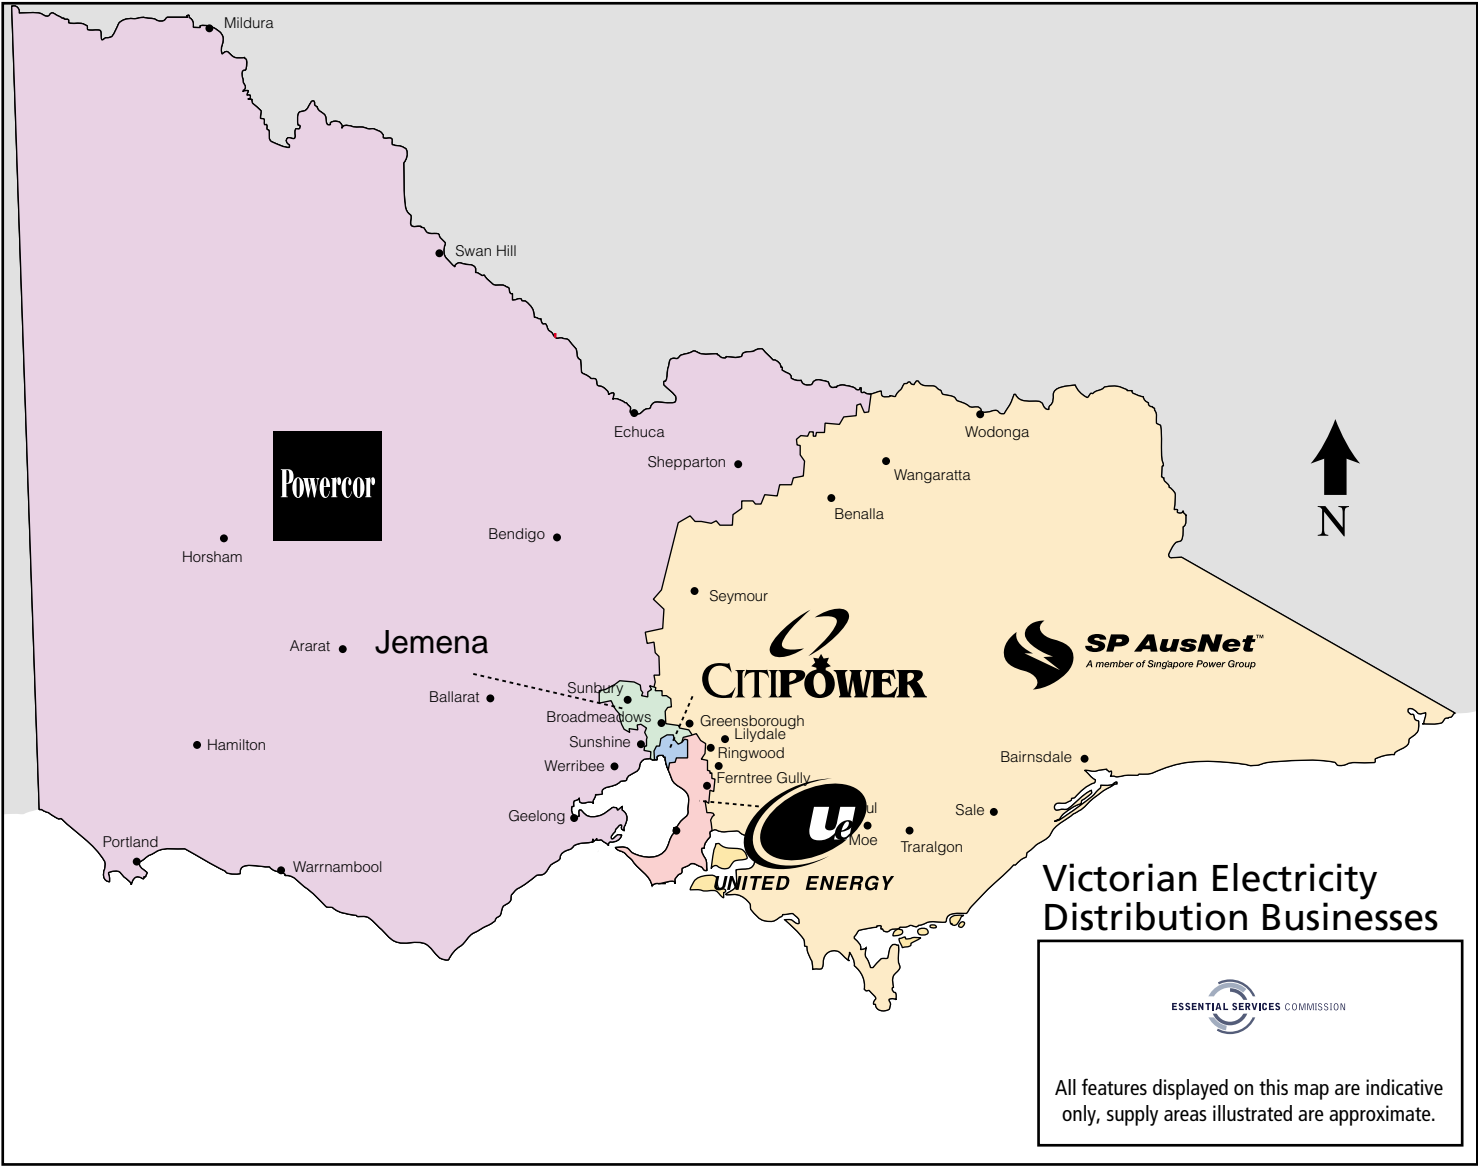 Mildura
Swan Hill
Echuca
Wodonga
Shepparton
Wangaratta
Powercor
Benalla
N
Bendigo
Horsham
Seymour
Ararat
Jemena
CITIPOWER
SP AusNet™
A member of Singapore Power Group
Sunbury
Ballarat
Broadmeadows
Greensborough
Lilydale
Sunshine
Hamilton
Ringwood
Werribee
Bairnsdale
Ferntree Gully
Geelong
Ue
ul
Sale
Moe
Traralgon
Portland
Warrnambool
UNITED ENERGY
Victorian Electricity
Distribution Businesses
ESSENTIAL SERVICES COMMISSION
All features displayed on this map are indicative
only, supply areas illustrated are approximate.